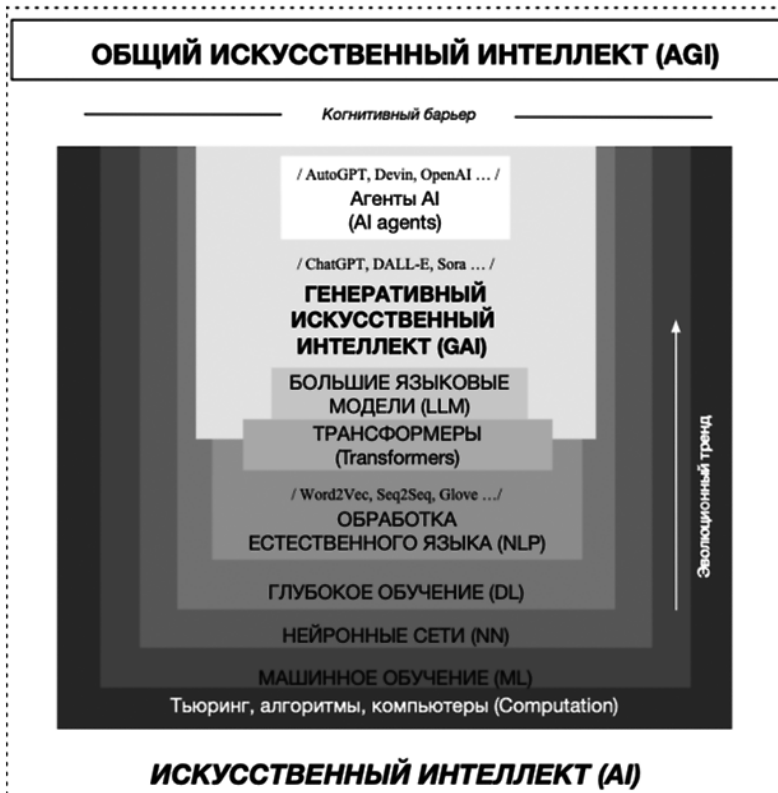 ОБЩИЙ ИСКУССТВЕННЫЙ ИНТЕЛЛЕКТ (AGI)
Когнитивный барьер
/ AutoGPT, Devin, OpenAI ... /
Агенты AI
(AI agents)
/ ChatGPT, DALL-E, Sora ... /
ГЕНЕРАТИВНЫЙ
ИСКУССТВЕННЫЙ
ИНТЕЛЛЕКТ (GAI)
БОЛЬШИЕ ЯЗЫКОВЫЕ
МОДЕЛИ (LLM)
ТРАНСФОРМЕРЫ
(Transformers)
/ Word2Vec, Seq2Seq, Glove .../
ОБРАБОТКА
ЕСТЕСТВЕННОГО ЯЗЫКА (NLP)
ГЛУБОКОЕ ОБУЧЕНИЕ (DL)
НЕЙРОННЫЕ СЕТИ (NN)
МАШИННОЕ ОБУЧЕНИЕ (ML)
Тьюринг, алгоритмы, компьютеры (Computation)
Эволюционный тренд
ИСКУССТВЕННЫЙ ИНТЕЛЛЕКТ (AI)